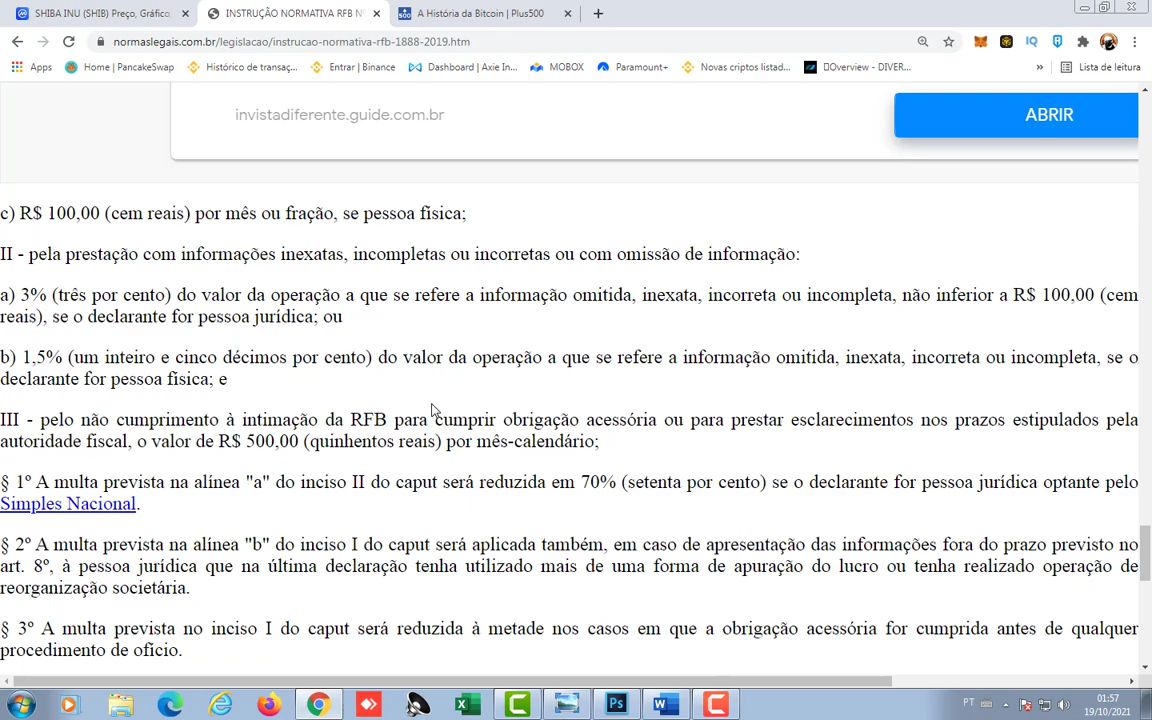 SHIBA INU (SHIB) Preço, Gráfico,
INSTRUÇÃO NORMATIVA RFB Nº
A História da Bitcoin | Plus500
normaslegais.com.br/legislacao/instrucao-normativa-rfb-1888-2019.htm
Apps Home | PancakeSwap Histórico de transaç... Entrar | Binance Dashboard | Axie In... MOBOX Paramount+ Novas criptos listad... Overview - DIVER... » Lista de leitura
invistadiferente.guide.com.br
ABRIR
c) R$ 100,00 (cem reais) por mês ou fração, se pessoa física;
II - pela prestação com informações inexatas, incompletas ou incorretas ou com omissão de informação:
a) 3% (três por cento) do valor da operação a que se refere a informação omitida, inexata, incorreta ou incompleta, não inferior a R$ 100,00 (cem
reais), se o declarante for pessoa jurídica; ou
b) 1,5% (um inteiro e cinco décimos por cento) do valor da operação a que se refere a informação omitida, inexata, incorreta ou incompleta, se o
declarante for pessoa física; e
III - pelo não cumprimento à intimação da RFB para cumprir obrigação acessória ou para prestar esclarecimentos nos prazos estipulados pela
autoridade fiscal, o valor de R$ 500,00 (quinhentos reais) por mês-calendário;
§ 1º A multa prevista na alínea "a" do inciso II do caput será reduzida em 70% (setenta por cento) se o declarante for pessoa jurídica optante pelo
Simples Nacional.
§ 2º A multa prevista na alínea "b" do inciso I do caput será aplicada também, em caso de apresentação das informações fora do prazo previsto no
art. 8º, à pessoa jurídica que na última declaração tenha utilizado mais de uma forma de apuração do lucro ou tenha realizado operação de
reorganização societária.
§ 3º A multa prevista no inciso I do caput será reduzida à metade nos casos em que a obrigação acessória for cumprida antes de qualquer
procedimento de ofício.
PT
01:57
19/10/2021